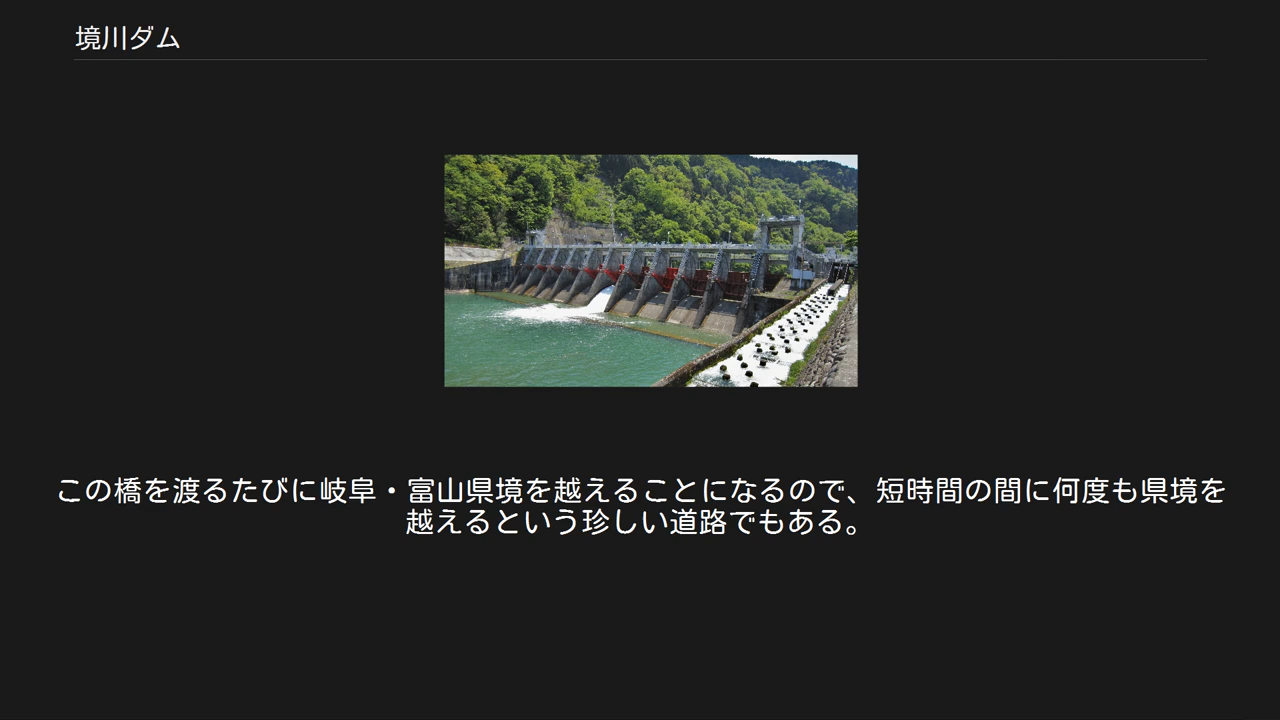 境川ダム
この橋を渡るたびに岐阜・富山県境を越えることになるので、短時間の間に何度も県境を
越えるという珍しい道路でもある。